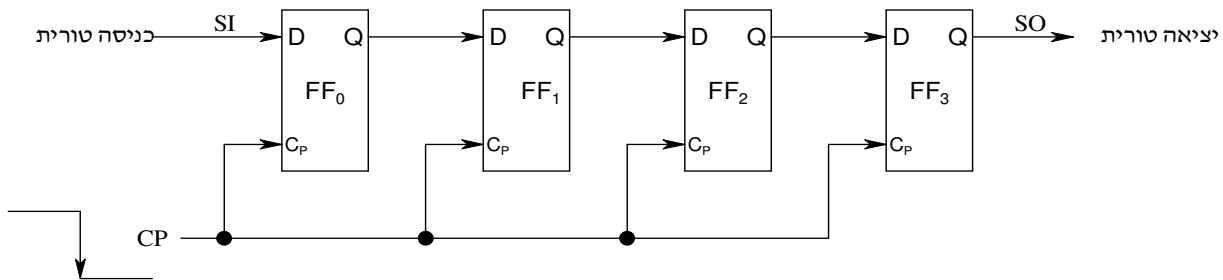 כניסה טורית SI D Q D Q D Q D Q SO יציאה טורית
FF₀ FF₁ FF₂ FF₃
Cₚ Cₚ Cₚ Cₚ
CP